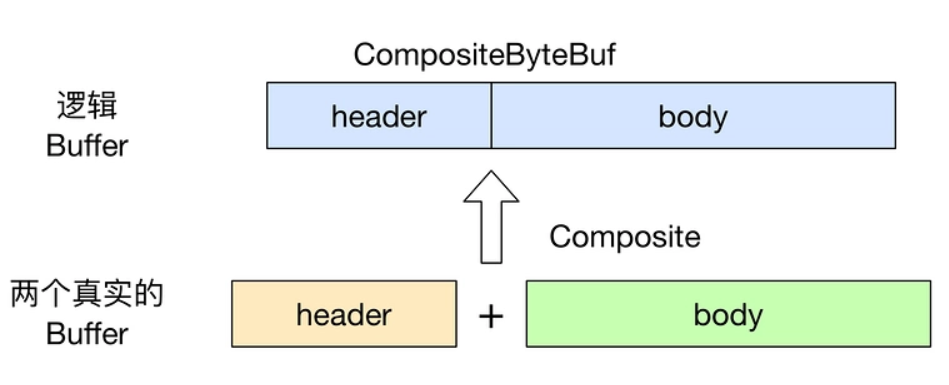 CompositeByteBuf
逻辑
Buffer
header
body
Composite
两个真实的
Buffer
header
+
body